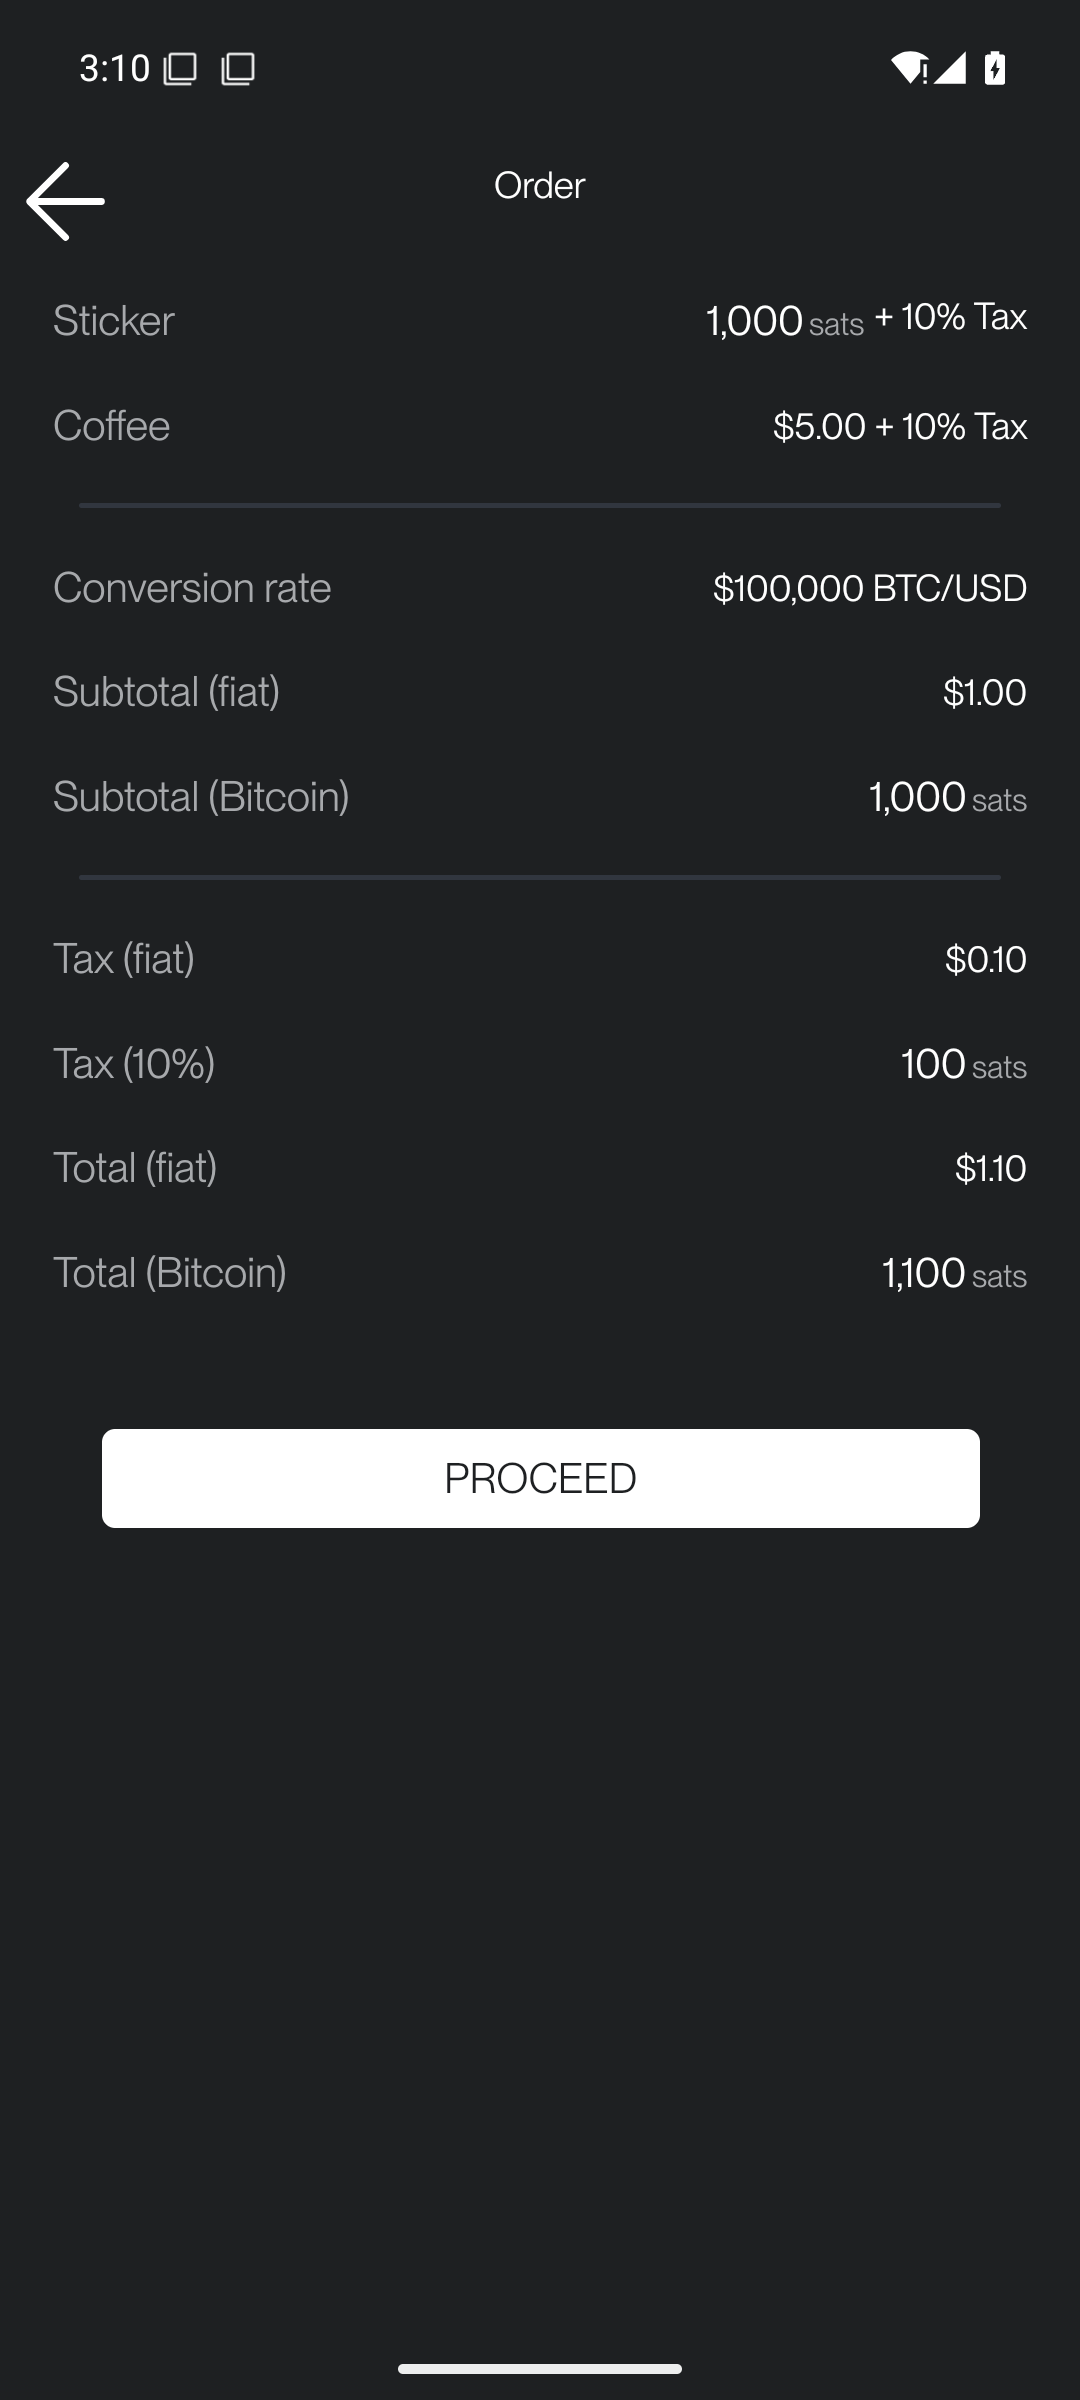 3:10
Order
Sticker 1,000 sats + 10% Tax
Coffee $5.00 + 10% Tax
Conversion rate $100,000 BTC/USD
Subtotal (fiat) $1.00
Subtotal (Bitcoin) 1,000 sats
Tax (fiat) $0.10
Tax (10%) 100 sats
Total (fiat) $1.10
Total (Bitcoin) 1,100 sats
PROCEED